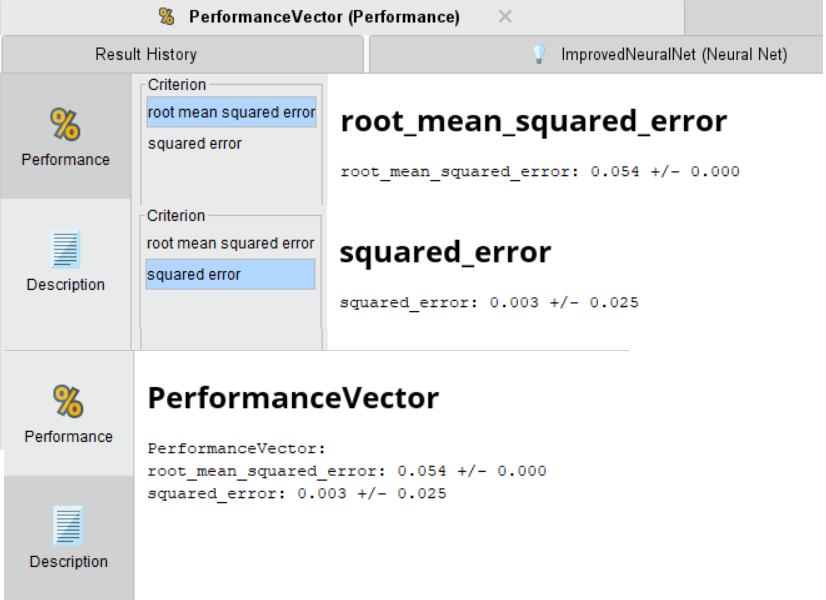 PerformanceVector (Performance)
Result History
ImprovedNeuralNet (Neural Net)
%
Performance
Criterion
root mean squared error
squared error
root_mean_squared_error
root_mean_squared_error: 0.054 +/- 0.000
Description
Criterion
root mean squared error
squared error
squared_error
squared_error: 0.003 +/- 0.025
%
Performance
Description
PerformanceVector
PerformanceVector:
root_mean_squared_error: 0.054 +/- 0.000
squared_error: 0.003 +/- 0.025